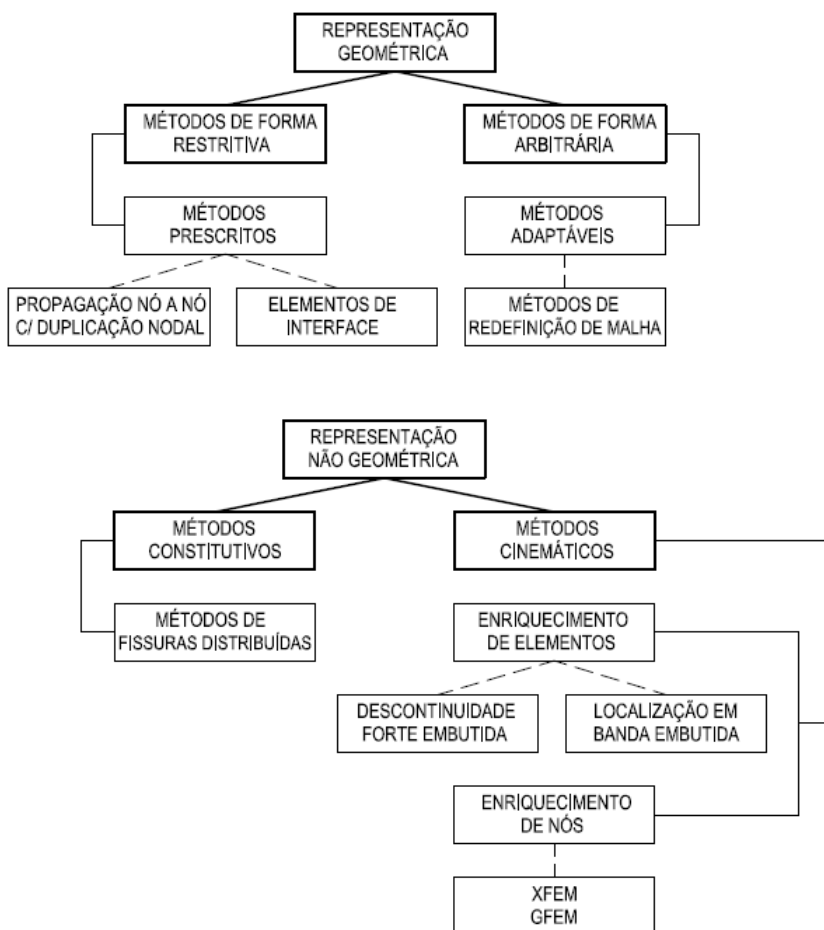 REPRESENTAÇÃO
GEOMÉTRICA
MÉTODOS DE FORMA
RESTRITIVA
MÉTODOS DE FORMA
ARBITRÁRIA
MÉTODOS
PRESCRITOS
MÉTODOS
ADAPTÁVEIS
PROPAGAÇÃO NÓ A NÓ
C/ DUPLICAÇÃO NODAL
ELEMENTOS DE
INTERFACE
MÉTODOS DE
REDEFINIÇÃO DE MALHA
REPRESENTAÇÃO
NÃO GEOMÉTRICA
MÉTODOS
CONSTITUTIVOS
MÉTODOS
CINEMÁTICOS
MÉTODOS DE
FISSURAS DISTRIBUÍDAS
ENRIQUECIMENTO
DE ELEMENTOS
DESCONTINUIDADE
FORTE EMBUTIDA
LOCALIZAÇÃO EM
BANDA EMBUTIDA
ENRIQUECIMENTO
DE NÓS
XFEM
GFEM